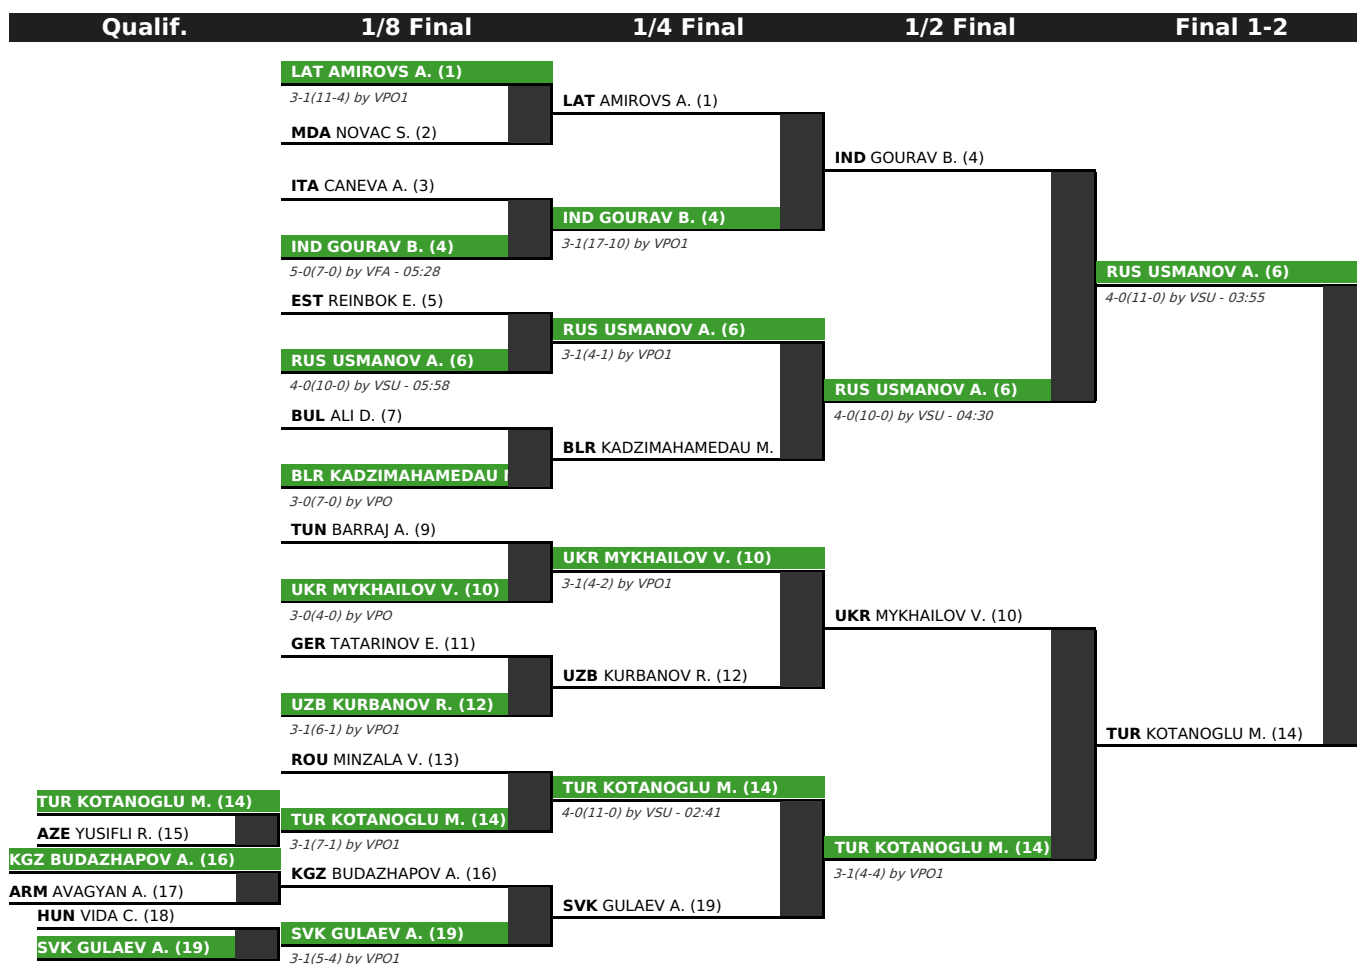 Qualif.
1/8 Final
1/4 Final
1/2 Final
Final 1-2
TUR KOTANOGLU M. (14)
AZE YUSIFLI R. (15)
KGZ BUDAZHAPOV A. (16)
ARM AVAGYAN A. (17)
HUN VIDA C. (18)
SVK GULAEV A. (19)
LAT AMIROVS A. (1)
3-1(11-4) by VPO1
MDA NOVAC S. (2)
ITA CANEVA A. (3)
IND GOURAV B. (4)
5-0(7-0) by VFA - 05:28
EST REINBOK E. (5)
RUS USMANOV A. (6)
4-0(10-0) by VSU - 05:58
BUL ALI D. (7)
BLR KADZIMAHAMEDAU
3-0(7-0) by VPO
TUN BARRAJ A. (9)
UKR MYKHAILOV V. (10)
3-0(4-0) by VPO
GER TATARINOV E. (11)
UZB KURBANOV R. (12)
3-1(6-1) by VPO1
ROU MINZALA V. (13)
TUR KOTANOGLU M. (14)
3-1(7-1) by VPO1
KGZ BUDAZHAPOV A. (16)
SVK GULAEV A. (19)
3-1(5-4) by VPO1
LAT AMIROVS A. (1)
IND GOURAV B. (4)
3-1(17-10) by VPO1
RUS USMANOV A. (6)
3-1(4-1) by VPO1
BLR KADZIMAHAMEDAU M.
UKR MYKHAILOV V. (10)
3-1(4-2) by VPO1
UZB KURBANOV R. (12)
TUR KOTANOGLU M. (14)
4-0(11-0) by VSU - 02:41
SVK GULAEV A. (19)
IND GOURAV B. (4)
RUS USMANOV A. (6)
4-0(10-0) by VSU - 04:30
UKR MYKHAILOV V. (10)
TUR KOTANOGLU M. (14)
3-1(4-4) by VPO1
RUS USMANOV A. (6)
4-0(11-0) by VSU - 03:55
TUR KOTANOGLU M. (14)